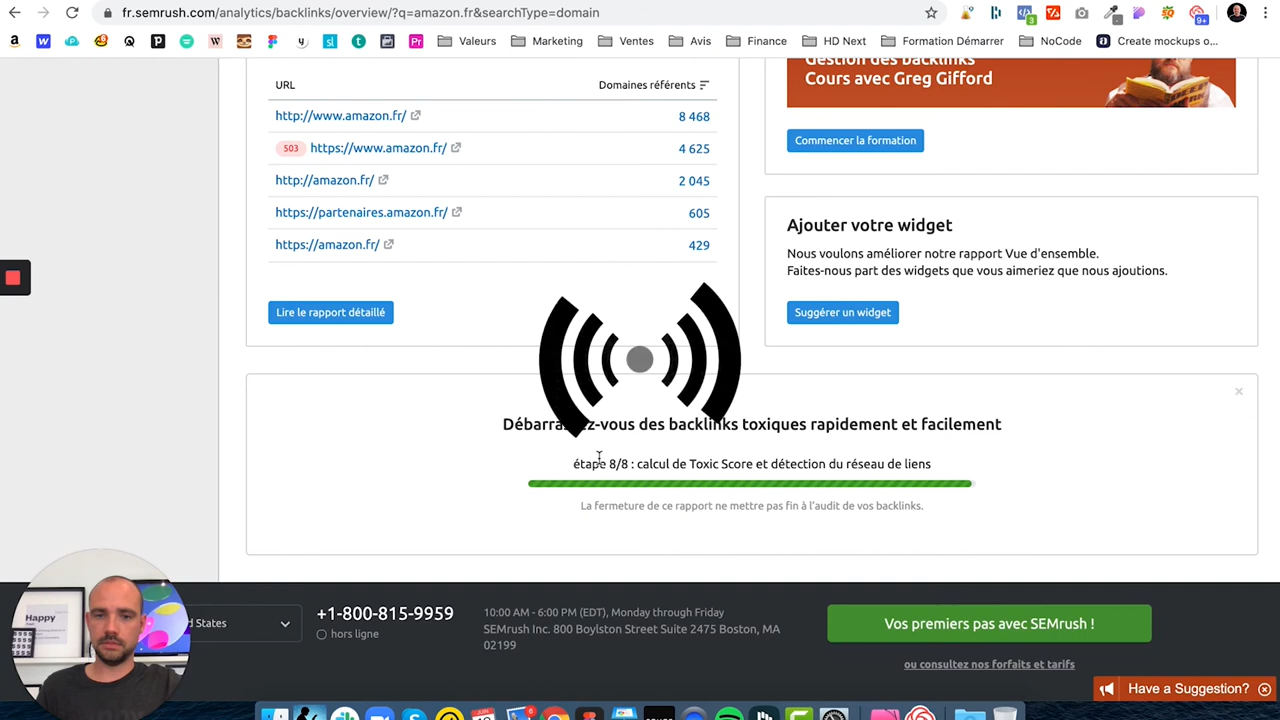 fr.semrush.com/analytics/backlinks/overview/?q=amazon.fr&searchType=domain
3
9+
Valeurs
Marketing
Ventes
Avis
Finance
HD Next
Formation Démarrer
NoCode
Create mockups o...
URL
Domaines référents
http://www.amazon.fr/ 8 468
503 https://www.amazon.fr/ 4 625
http://amazon.fr/ 2 045
https://partenaires.amazon.fr/ 605
https://amazon.fr/ 429
Lire le rapport détaillé
Gestion des backlinks
Cours avec Greg Gifford
Commencer la formation
Ajouter votre widget
Nous voulons améliorer notre rapport Vue d'ensemble.
Faites-nous part des widgets que vous aimeriez que nous ajoutions.
Suggérer un widget
Débarrassez-vous des backlinks toxiques rapidement et facilement
étape 8/8 : calcul de Toxic Score et détection du réseau de liens
La fermeture de ce rapport ne mettre pas fin à l'audit de vos backlinks.
Happy
d States
+1-800-815-9959
hors ligne
10:00 AM - 6:00 PM (EDT), Monday through Friday
SEMrush Inc. 800 Boylston Street Suite 2475 Boston, MA
02199
Vos premiers pas avec SEMrush !
ou consultez nos forfaits et tarifs
Have a Suggestion?